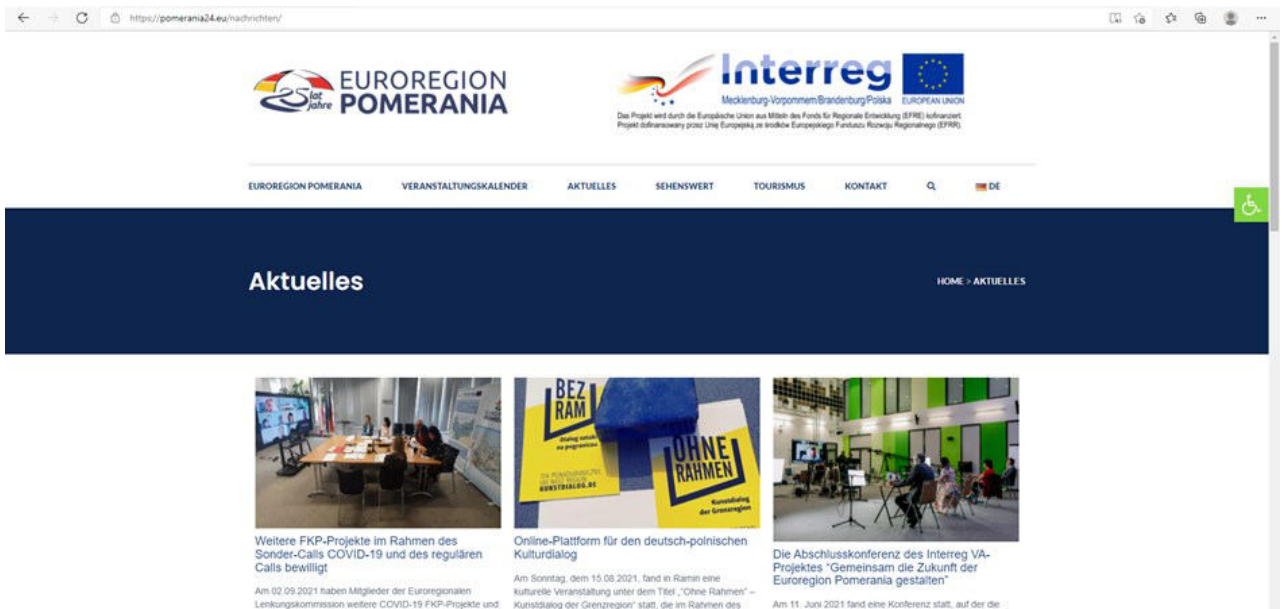 https://pomerania24.eu/nachrichten/
25 lat jahre
EUROREGION
POMERANIA
Interreg
Mecklenburg-Vorpommern/Brandenburg/Polska EUROPEAN UNION
Das Projekt wird durch die Europäische Union aus Mitteln des Fonds für Regionale Entwicklung (EFRE) kofinanziert.
Projekt dofinansowany przez Unię Europejską ze środków Europejskiego Funduszu Rozwoju Regionalnego (EFRR).
EUROREGION POMERANIA VERANSTALTUNGSKALENDER AKTUELLES SEHENSWERT TOURISMUS KONTAKT DE
Aktuelles
HOME > AKTUELLES
BEZ
RAM
Dialog sztuki
na pograniczu
KUNSTDIALOG.DE
OHNE
RAHMEN
Kunstdialog
der Grenzregion
Weitere FKP-Projekte im Rahmen des
Sonder-Calls COVID-19 und des regulären
Calls bewilligt
Am 02.09.2021 haben Mitglieder der Euroregionalen
Lenkungskommission weitere COVID-19 FKP-Projekte und
Online-Plattform für den deutsch-polnischen
Kulturdialog
Am Sonntag, dem 15.08.2021, fand in Ramin eine
kulturelle Veranstaltung unter dem Titel „Ohne Rahmen" –
Kunstdialog der Grenzregion" statt, die im Rahmen des
Die Abschlusskonferenz des Interreg VA-
Projektes "Gemeinsam die Zukunft der
Euroregion Pomerania gestalten"
Am 11. Juni 2021 fand eine Konferenz statt, auf der die